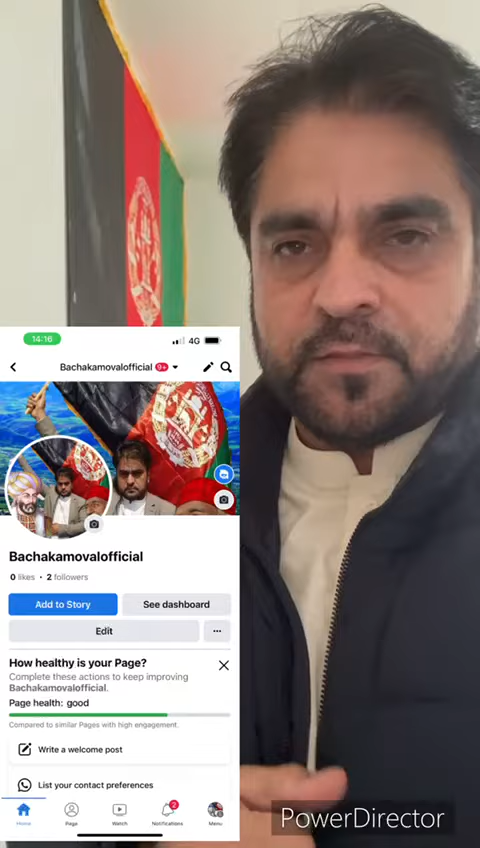 14:16
4G
Bachakamovalofficial 9+
Bachakamovalofficial
0 likes • 2 followers
Add to Story
See dashboard
Edit
How healthy is your Page?
Complete these actions to keep improving
Bachakamovalofficial.
Page health: good
Compared to similar Pages with high engagement.
Write a welcome post
List your contact preferences
2
Home
Page
Watch
Notifications
Menu
PowerDirector